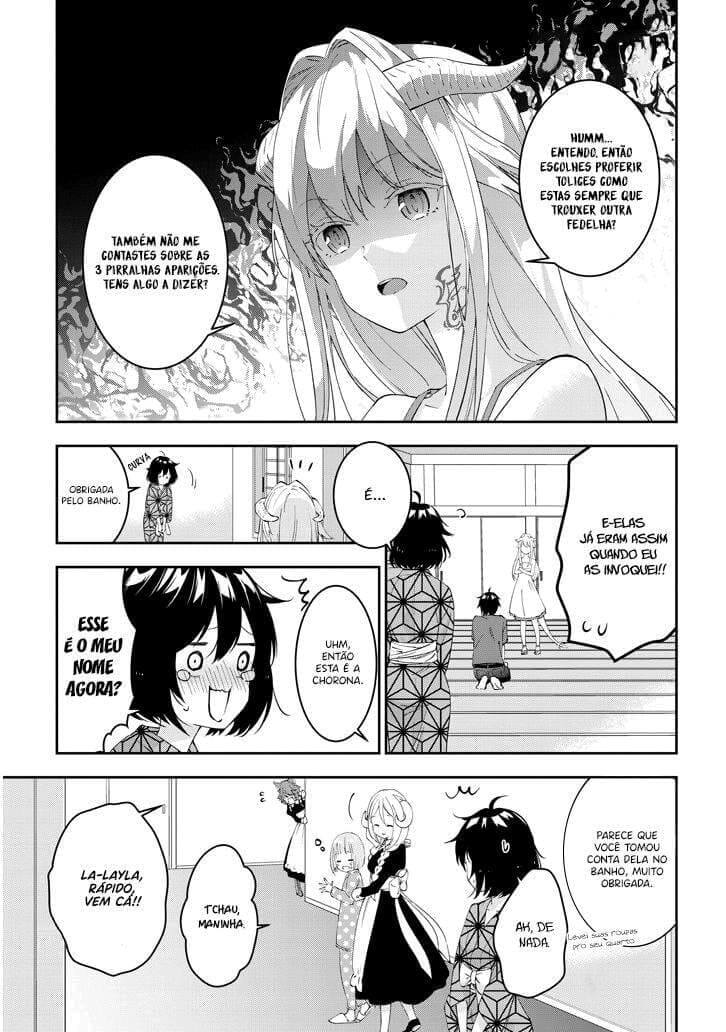 HUMM...
ENTENDO. ENTÃO
ESCOLHES PROFERIR
TOLICES COMO
ESTAS SEMPRE QUE
TROUXER OUTRA
FEDELHA?
TAMBÉM NÃO ME
CONTASTES SOBRE AS
3 PIRRALHAS APARIÇÕES.
TENS ALGO A DIZER?
E-ELAS
JÁ ERAM ASSIM
QUANDO EU
AS INVOQUEI!!
É...
CURVA
OBRIGADA
PELO BANHO.
UHM, ENTÃO
ESTA É A
CHORONA.
ESSE
É O MEU
NOME
AGORA?
PARECE QUE
VOCÊ TOMOU
CONTA DELA NO
BANHO, MUITO
OBRIGADA.
Levei suas roupas
pro seu quarto
AH, DE
NADA.
TCHAU,
MANINHA.
LA-LAYLA,
RÁPIDO,
VEM CÁ!!